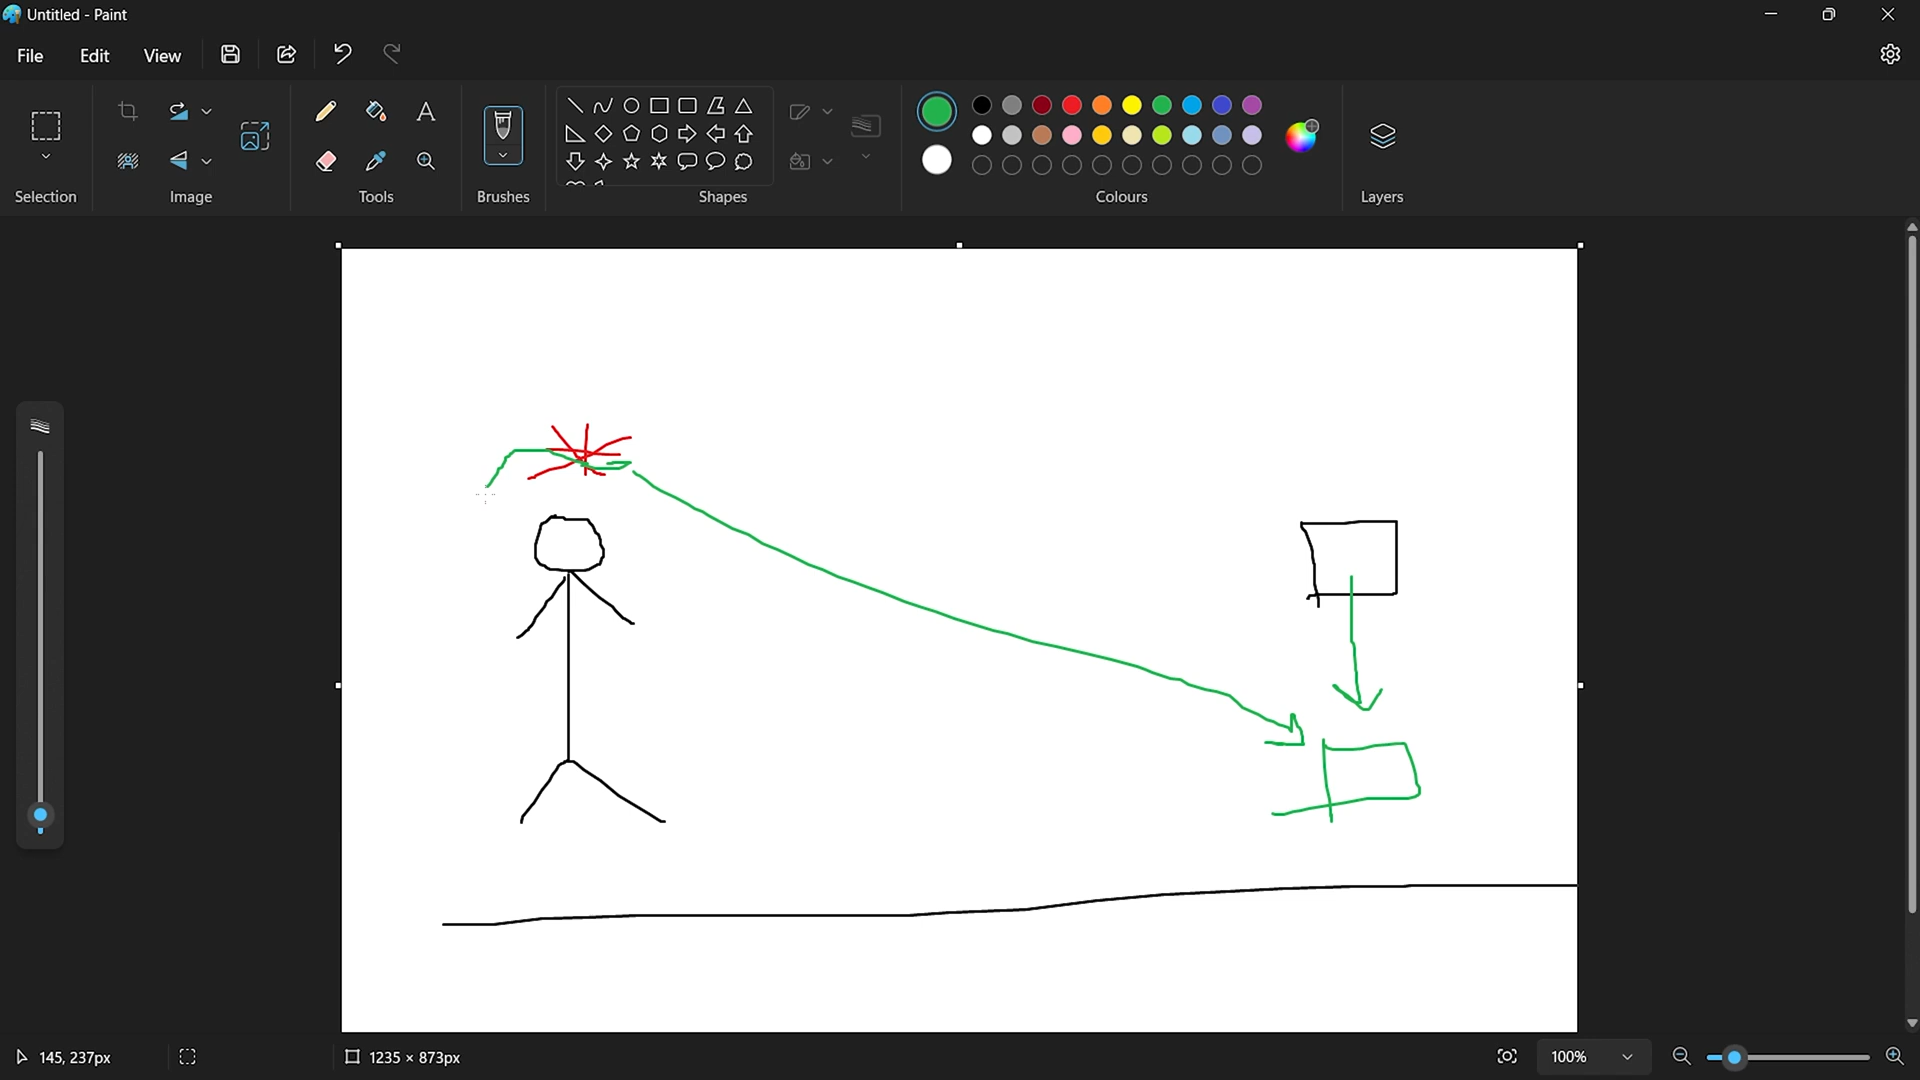 Untitled - Paint
File Edit View
Selection Image Tools Brushes Shapes Colours Layers
145, 237px 1235 × 873px 100%